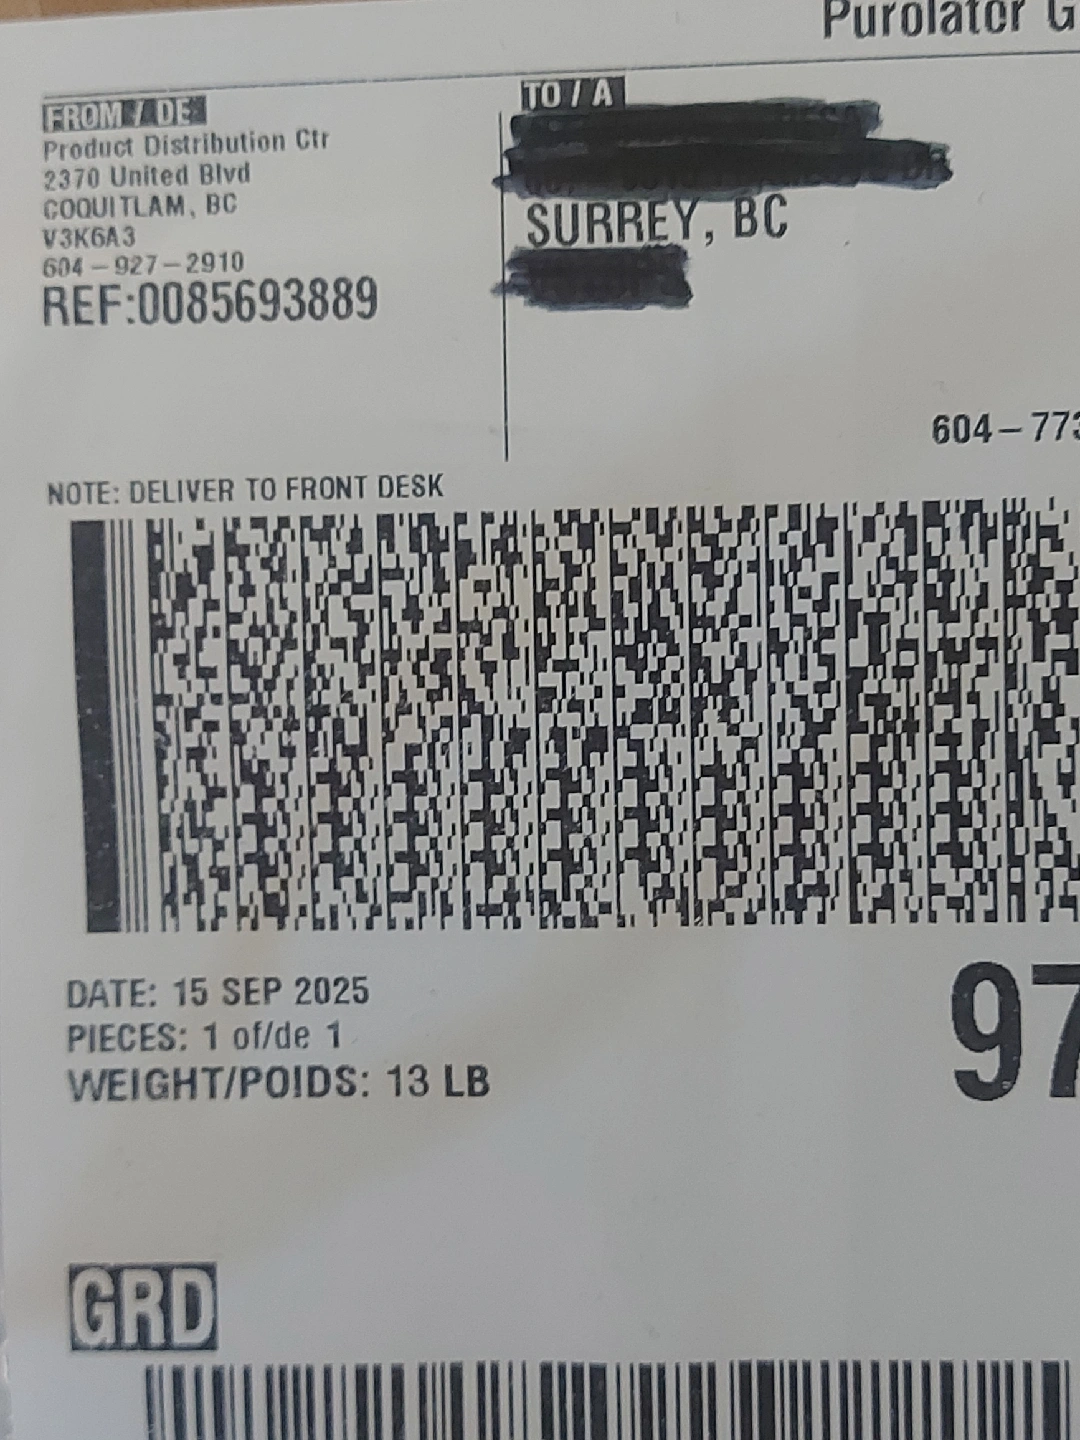 Purolator G
FROM / DE
Product Distribution Ctr
2370 United Blvd
COQUITLAM, BC
V3K6A3
604-927-2910
REF:0085693889
TO / A
DR
SURREY, BC
604-773
NOTE: DELIVER TO FRONT DESK
DATE: 15 SEP 2025
PIECES: 1 of/de 1
WEIGHT/POIDS: 13 LB
97
GRD